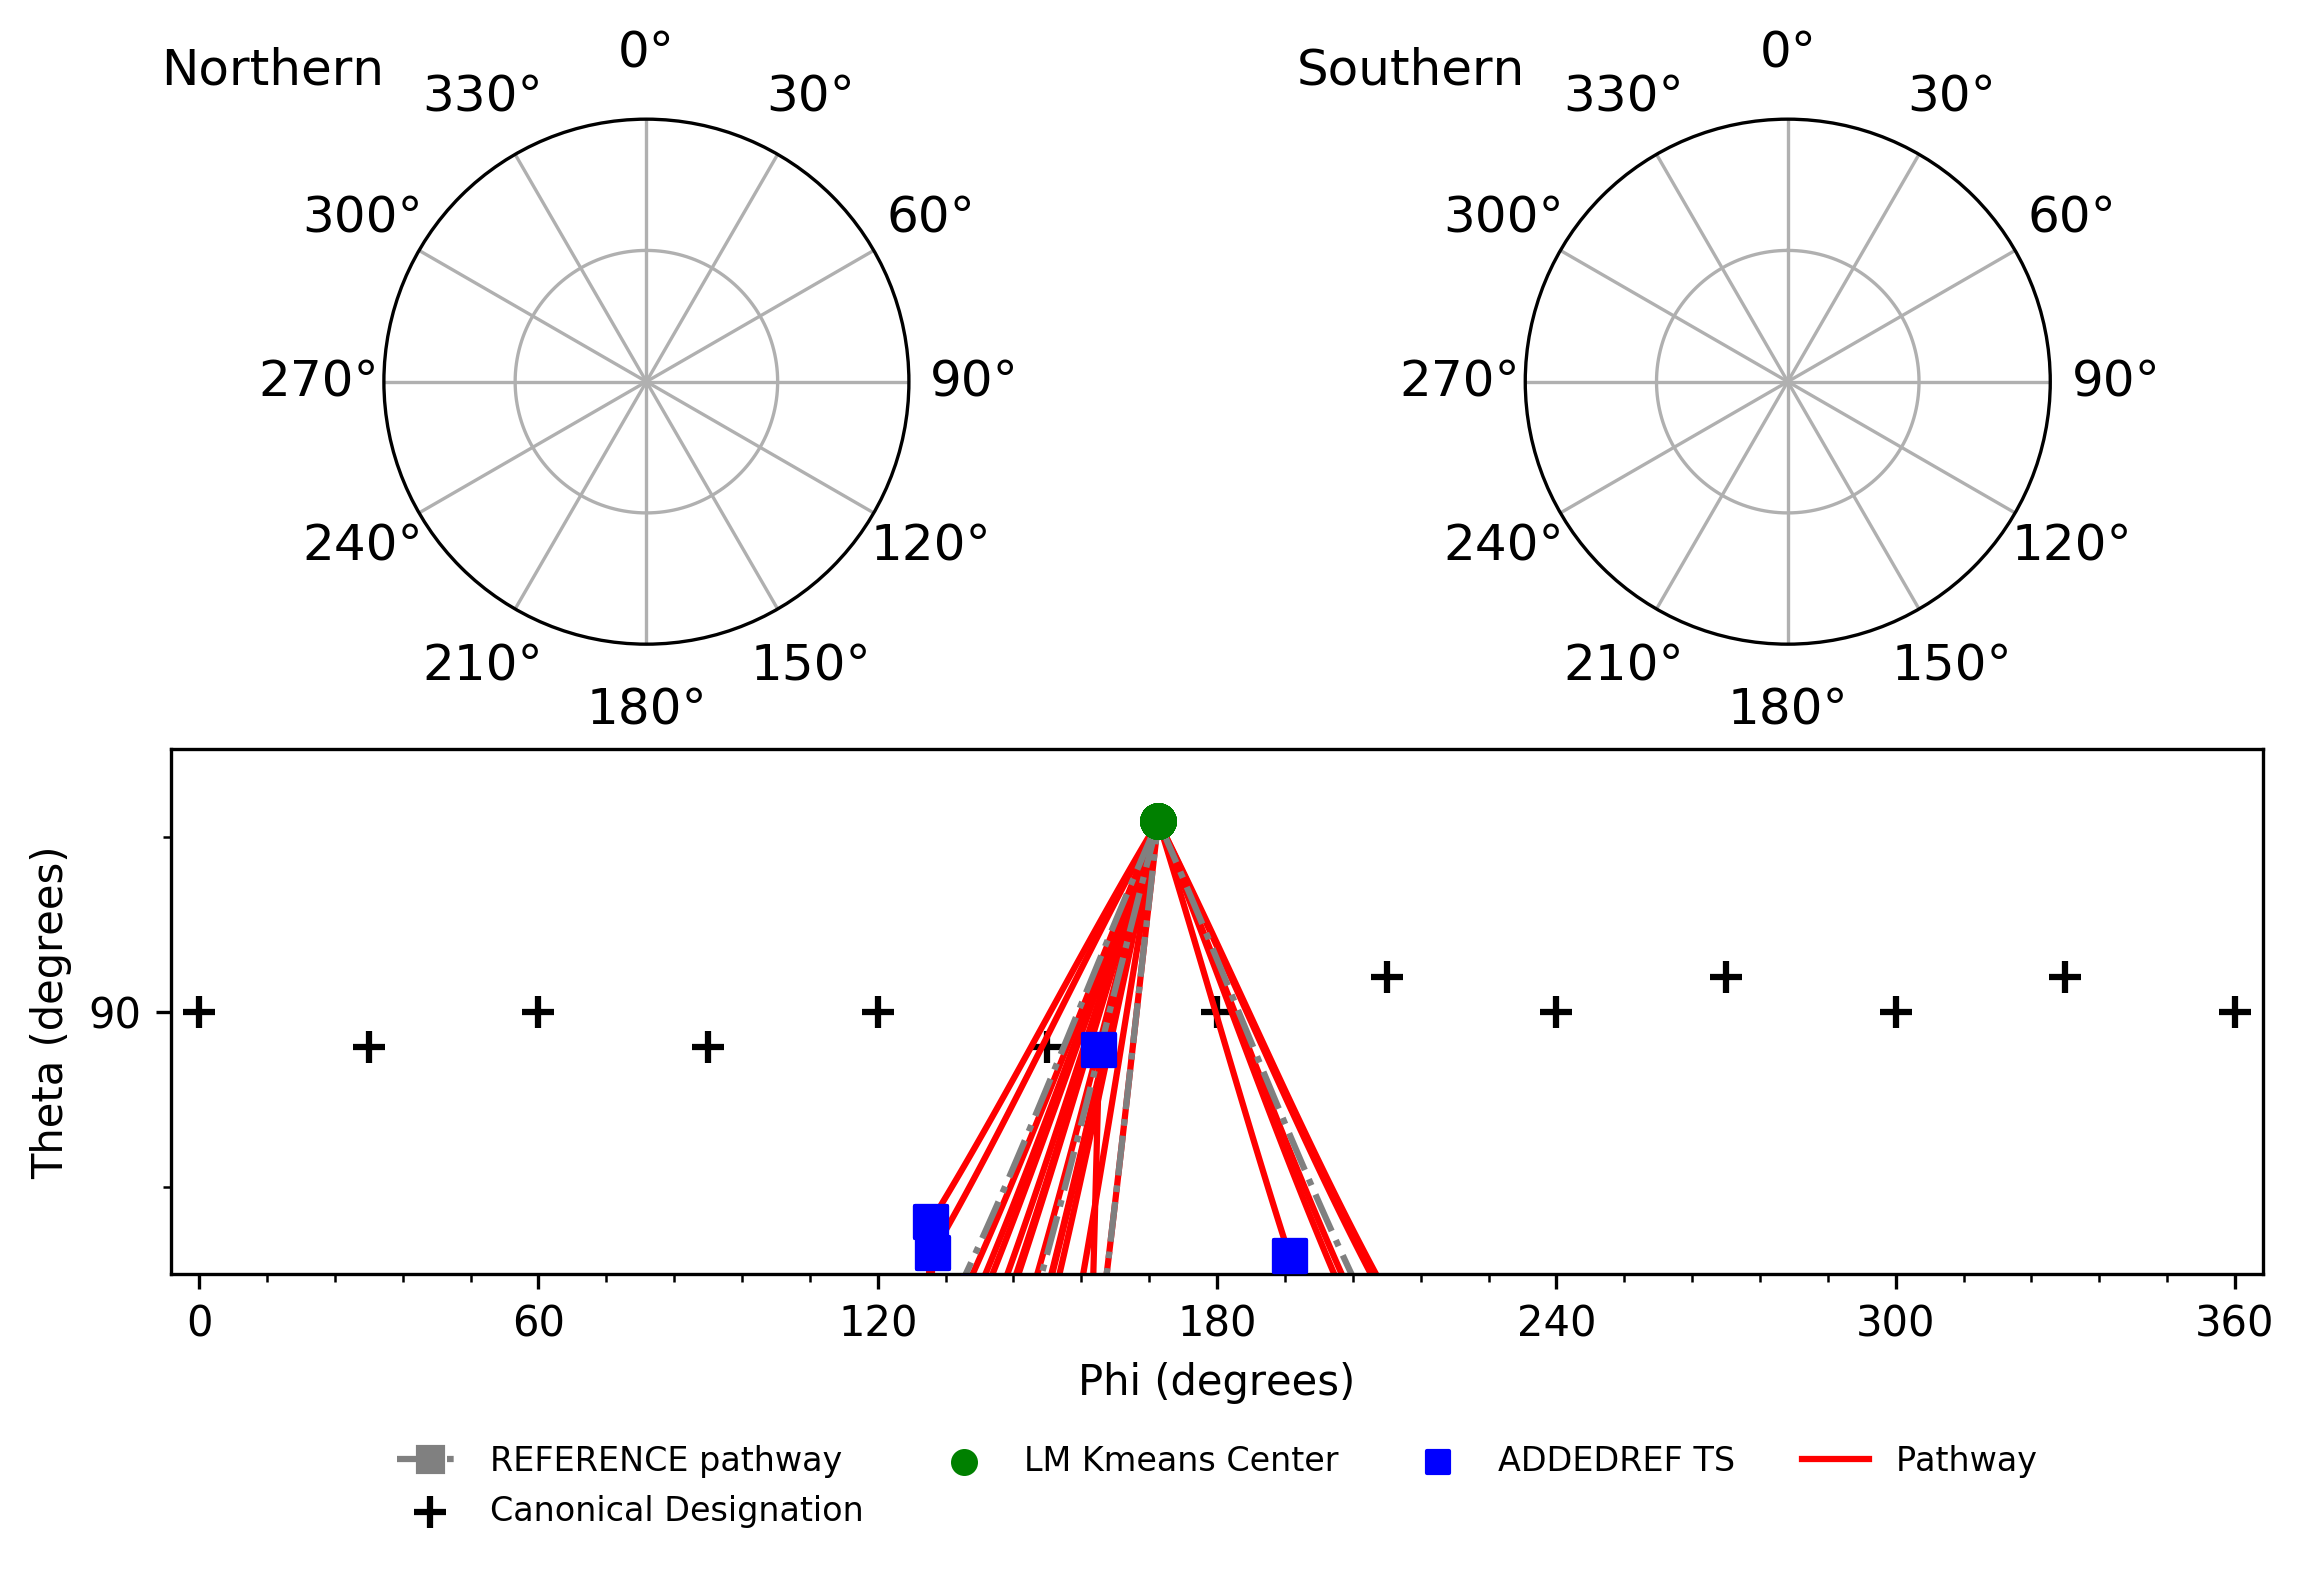 Northern
0°
30°
60°
90°
120°
150°
180°
210°
240°
270°
300°
330°
Southern
0°
30°
60°
90°
120°
150°
180°
210°
240°
270°
300°
330°
Theta (degrees)
90
0 60 120 180 240 300 360
Phi (degrees)
REFERENCE pathway
Canonical Designation
LM Kmeans Center
ADDEDREF TS
Pathway